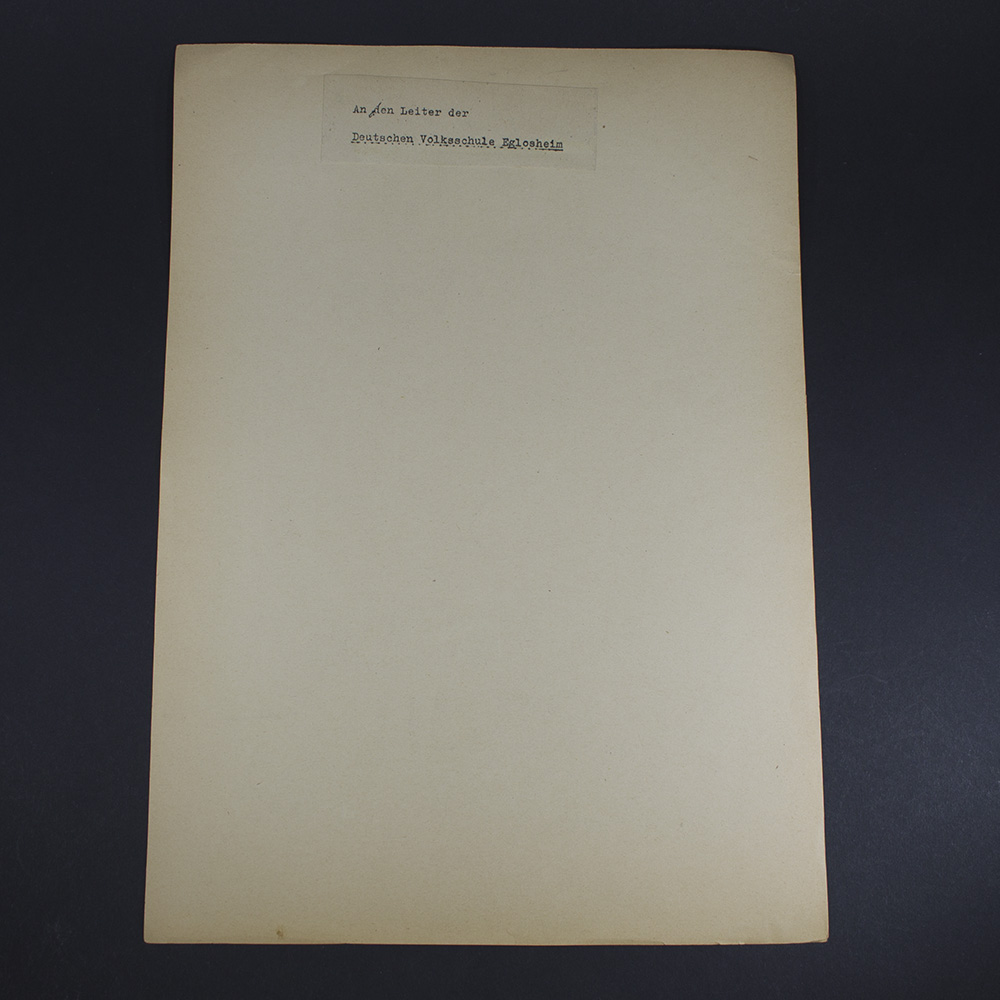 An den Leiter der
Deutschen Volksschule Eglosheim